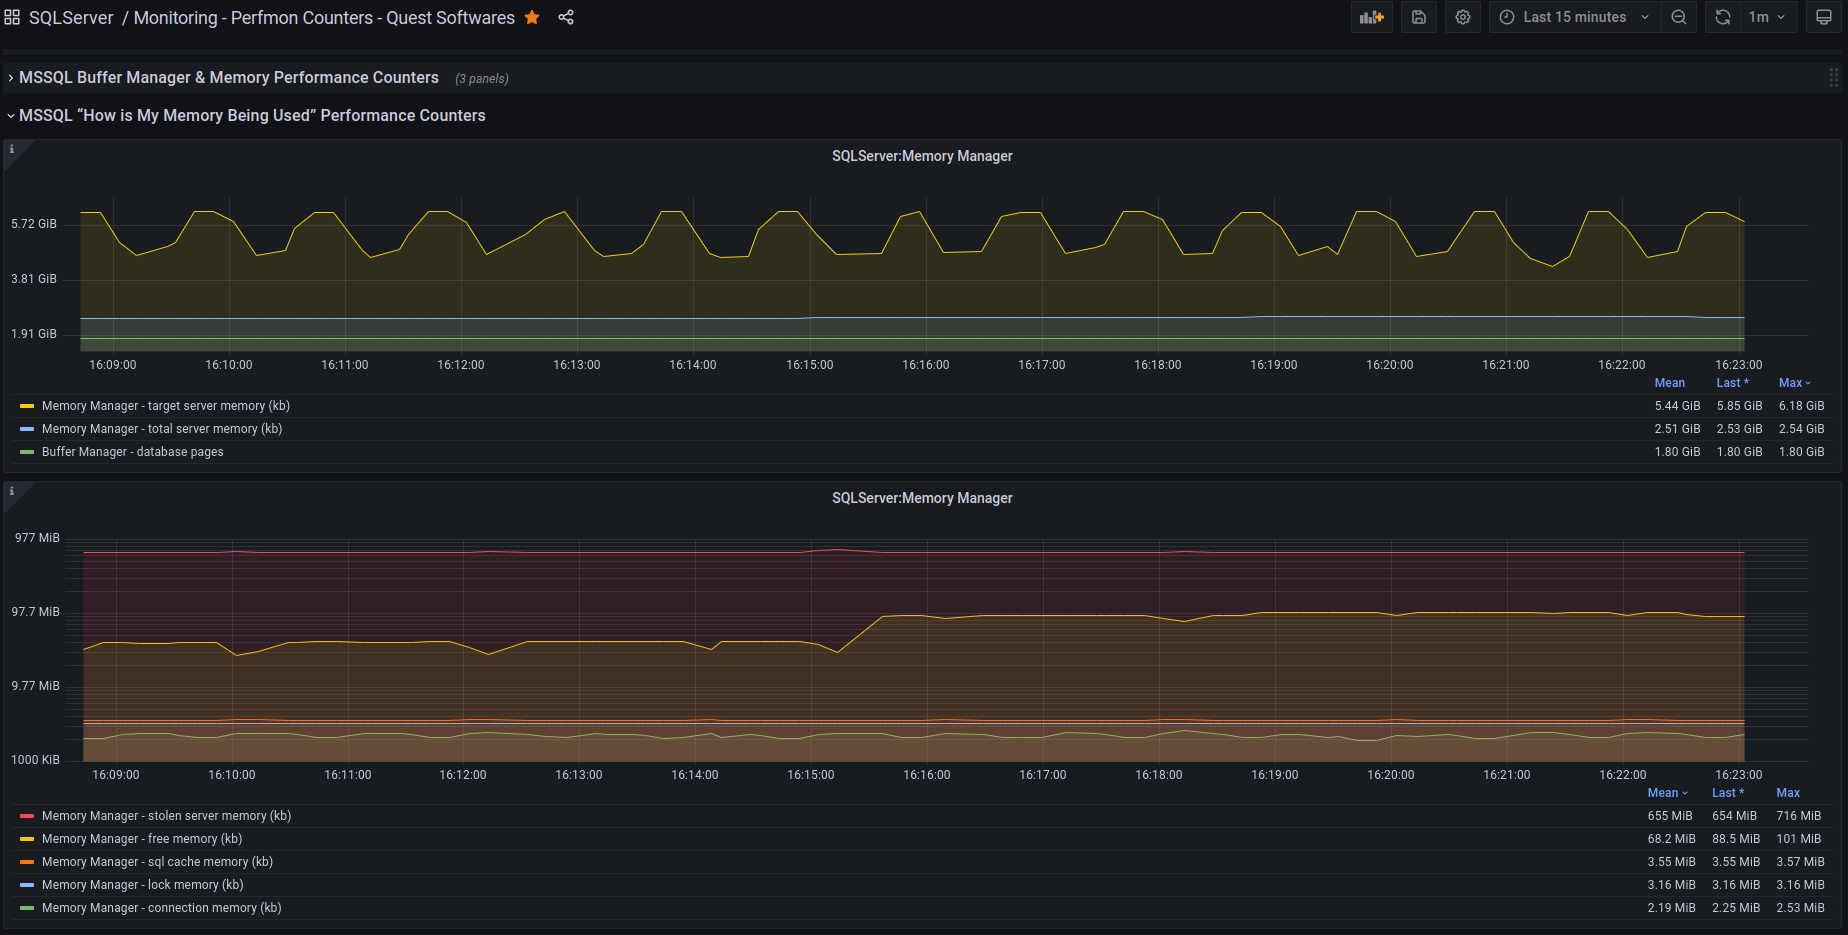 SQLServer / Monitoring - Perfmon Counters - Quest Softwares
Last 15 minutes
1m
MSSQL Buffer Manager & Memory Performance Counters (3 panels)
MSSQL “How is My Memory Being Used” Performance Counters
SQLServer:Memory Manager
5.72 GiB
3.81 GiB
1.91 GiB
16:09:00 16:10:00 16:11:00 16:12:00 16:13:00 16:14:00 16:15:00 16:16:00 16:17:00 16:18:00 16:19:00 16:20:00 16:21:00 16:22:00 16:23:00
Mean Last * Max
Memory Manager - target server memory (kb) 5.44 GiB 5.85 GiB 6.18 GiB
Memory Manager - total server memory (kb) 2.51 GiB 2.53 GiB 2.54 GiB
Buffer Manager - database pages 1.80 GiB 1.80 GiB 1.80 GiB
SQLServer:Memory Manager
977 MiB
97.7 MiB
9.77 MiB
1000 KiB
16:09:00 16:10:00 16:11:00 16:12:00 16:13:00 16:14:00 16:15:00 16:16:00 16:17:00 16:18:00 16:19:00 16:20:00 16:21:00 16:22:00 16:23:00
Mean Last * Max
Memory Manager - stolen server memory (kb) 655 MiB 654 MiB 716 MiB
Memory Manager - free memory (kb) 68.2 MiB 88.5 MiB 101 MiB
Memory Manager - sql cache memory (kb) 3.55 MiB 3.55 MiB 3.57 MiB
Memory Manager - lock memory (kb) 3.16 MiB 3.16 MiB 3.16 MiB
Memory Manager - connection memory (kb) 2.19 MiB 2.25 MiB 2.53 MiB